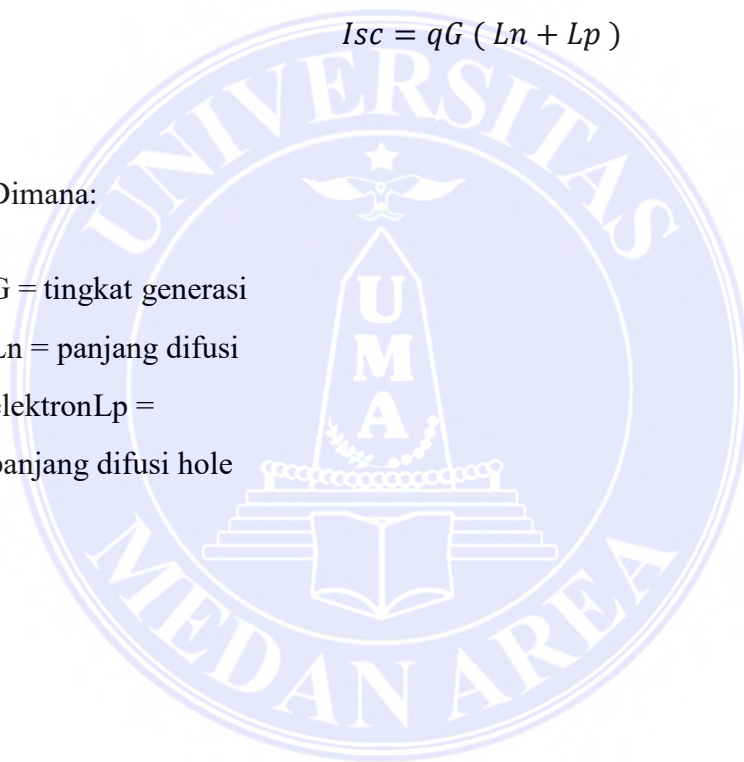 Isc = qG ( Ln + Lp )
UNIVERSITAS
Dimana:
G = tingkat generasi
Ln = panjang difusi
elektronLp =
panjang difusi hole
U
M
A
MEDAN AREA